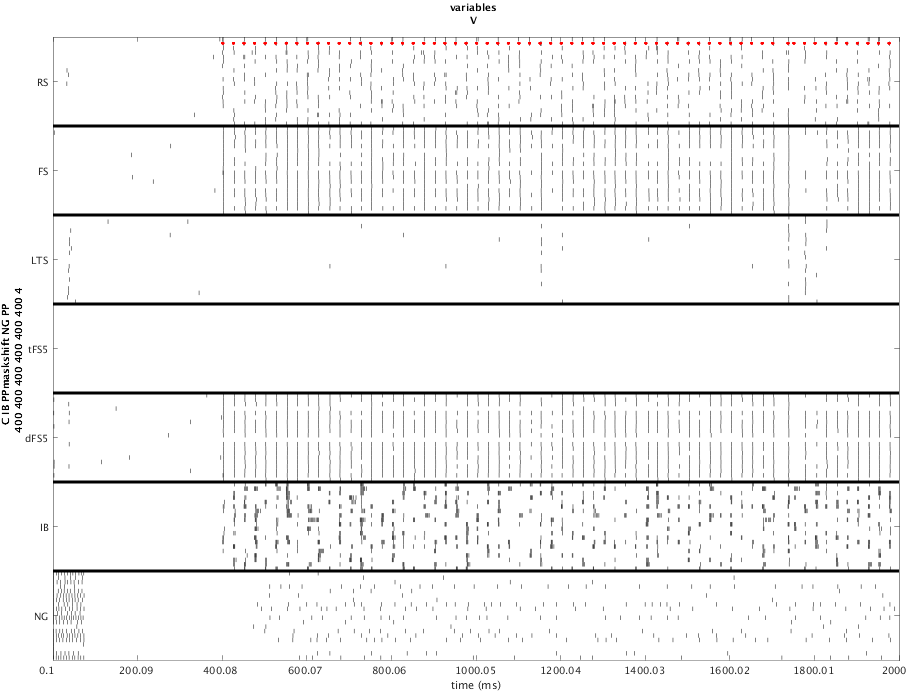 variables
V
RS
FS
LTS
tFS5
dFS5
IB
NG
C IB PPmaskshift NG PP
400 400 400 400 400 400 4
0.1 200.09 400.08 600.07 800.06 1000.05 1200.04 1400.03 1600.02 1800.01 2000
time (ms)